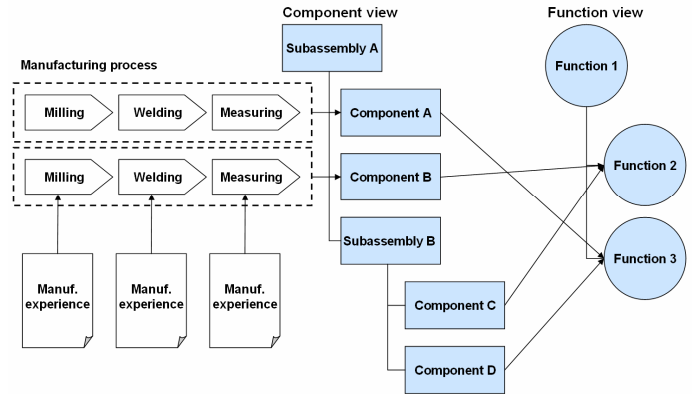 Component view
Function view
Subassembly A
Function 1
Manufacturing process
Milling
Welding
Measuring
Component A
Milling
Welding
Measuring
Component B
Function 2
Subassembly B
Function 3
Manuf.
experience
Manuf.
experience
Manuf.
experience
Component C
Component D